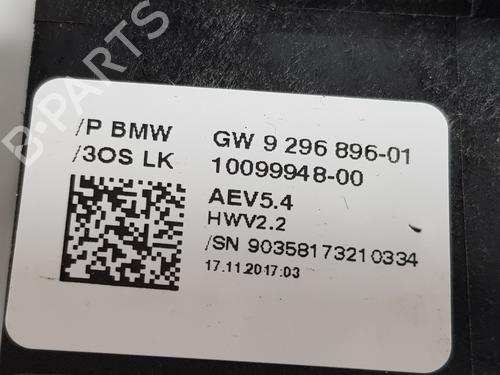 B-PARTS
/P BMW GW 9 296 896-01
/3OS LK 10099948-00
AEV5.4
HWV2.2
/SN 90358173210334
17.11.2017:03